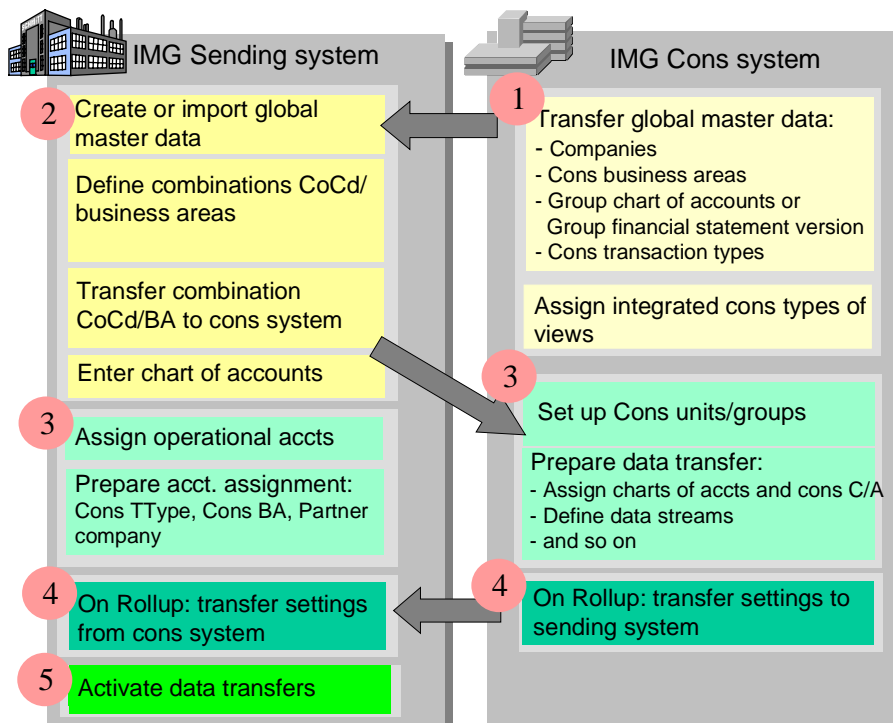 IMG Sending system
2
Create or import global
master data
Define combinations CoCd/
business areas
Transfer combination
CoCd/BA to cons system
Enter chart of accounts
3
Assign operational accts
Prepare acct. assignment:
Cons TType, Cons BA, Partner
company
4
On Rollup: transfer settings
from cons system
5
Activate data transfers
IMG Cons system
1
Transfer global master data:
- Companies
- Cons business areas
- Group chart of accounts or
Group financial statement version
- Cons transaction types
Assign integrated cons types of
views
3
Set up Cons units/groups
Prepare data transfer:
- Assign charts of accts and cons C/A
- Define data streams
- and so on
4
On Rollup: transfer settings to
sending system